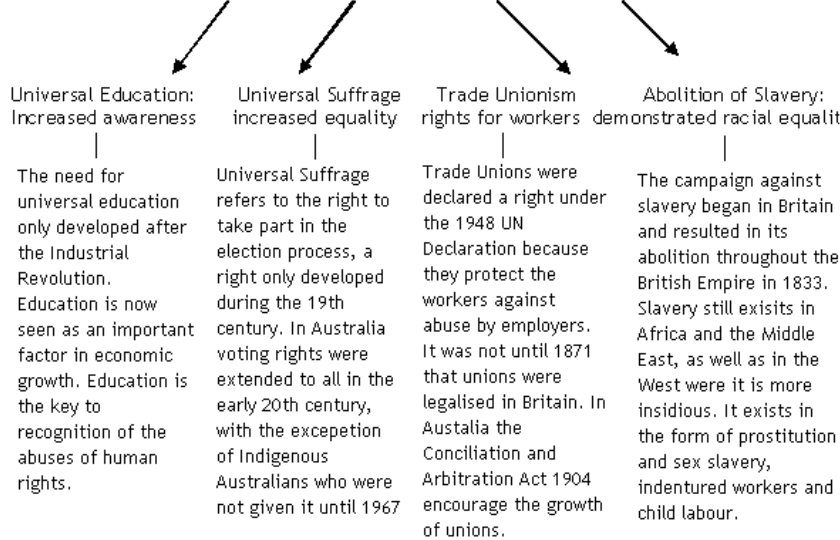 Universal Education:
Increased awareness
The need for
universal education
only developed after
the Industrial
Revolution.
Education is now
seen as an important
factor in economic
growth. Education is
the key to
recognition of the
abuses of human
rights.
Universal Suffrage
increased equality
Universal Suffrage
refers to the right to
take part in the
election process, a
right only developed
during the 19th
century. In Australia
voting rights were
extended to all in the
early 20th century,
with the excepetion
of Indigenous
Australians who were
not given it until 1967
Trade Unionism
rights for workers
Trade Unions were
declared a right under
the 1948 UN
Declaration because
they protect the
workers against
abuse by employers.
It was not until 1871
that unions were
legalised in Britain. In
Austalia the
Conciliation and
Arbitration Act 1904
encourage the growth
of unions.
Abolition of Slavery:
demonstrated racial equalit
The campaign against
slavery began in Britain
and resulted in its
abolition throughout the
British Empire in 1833.
Slavery still exisits in
Africa and the Middle
East, as well as in the
West were it is more
insidious. It exists in
the form of prostitution
and sex slavery,
indentured workers and
child labour.